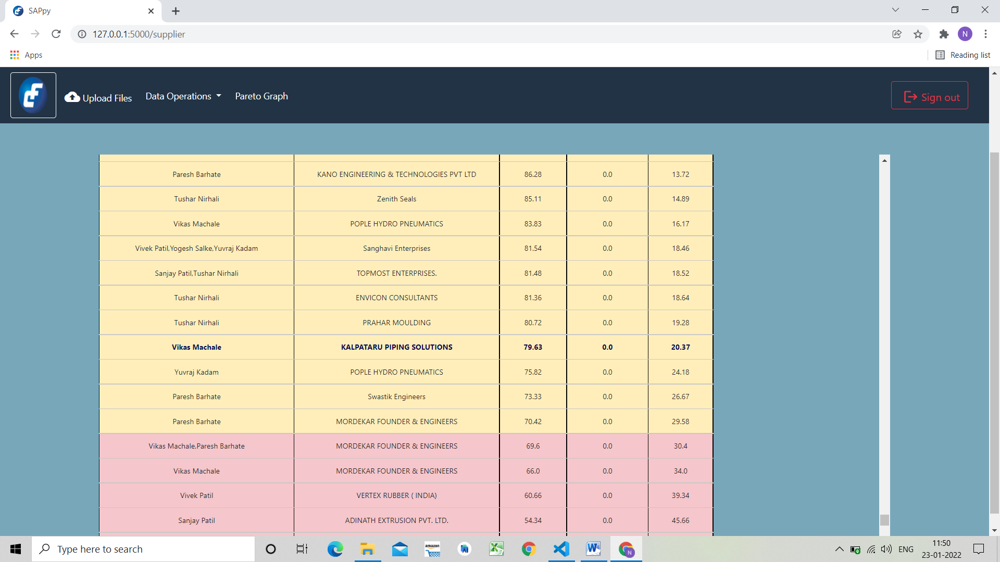 SAPpy
127.0.0.1:5000/supplier
Apps
Reading list
Upload Files
Data Operations
Pareto Graph
Sign out
Paresh Barhate KANO ENGINEERING & TECHNOLOGIES PVT LTD 86.28 0.0 13.72
Tushar Nirhali Zenith Seals 85.11 0.0 14.89
Vikas Machale POPLE HYDRO PNEUMATICS 83.83 0.0 16.17
Vivek Patil,Yogesh Salke,Yuvraj Kadam Sanghavi Enterprises 81.54 0.0 18.46
Sanjay Patil,Tushar Nirhali TOPMOST ENTERPRISES. 81.48 0.0 18.52
Tushar Nirhali ENVICON CONSULTANTS 81.36 0.0 18.64
Tushar Nirhali PRAHAR MOULDING 80.72 0.0 19.28
Vikas Machale KALPATARU PIPING SOLUTIONS 79.63 0.0 20.37
Yuvraj Kadam POPLE HYDRO PNEUMATICS 75.82 0.0 24.18
Paresh Barhate Swastik Engineers 73.33 0.0 26.67
Paresh Barhate MORDEKAR FOUNDER & ENGINEERS 70.42 0.0 29.58
Vikas Machale,Paresh Barhate MORDEKAR FOUNDER & ENGINEERS 69.6 0.0 30.4
Vikas Machale MORDEKAR FOUNDER & ENGINEERS 66.0 0.0 34.0
Vivek Patil VERTEX RUBBER ( INDIA) 60.66 0.0 39.34
Sanjay Patil ADINATH EXTRUSION PVT. LTD. 54.34 0.0 45.66
Type here to search
amazon
ENG
11:50
23-01-2022
N
N